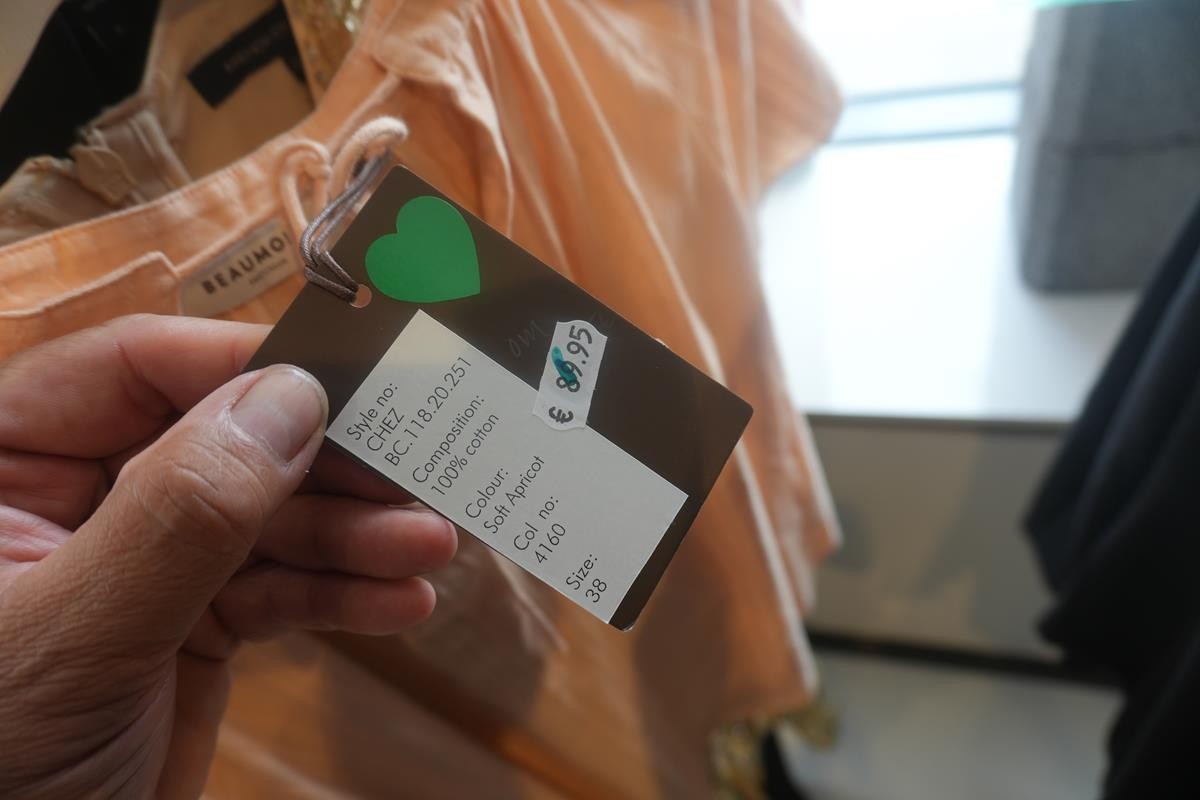 BEAUMO
Style no:
CHEZ
BC.118.20.251
Composition:
100% cotton
Colour:
Soft Apricot
Col no:
4160
Size:
38
€ 89.95